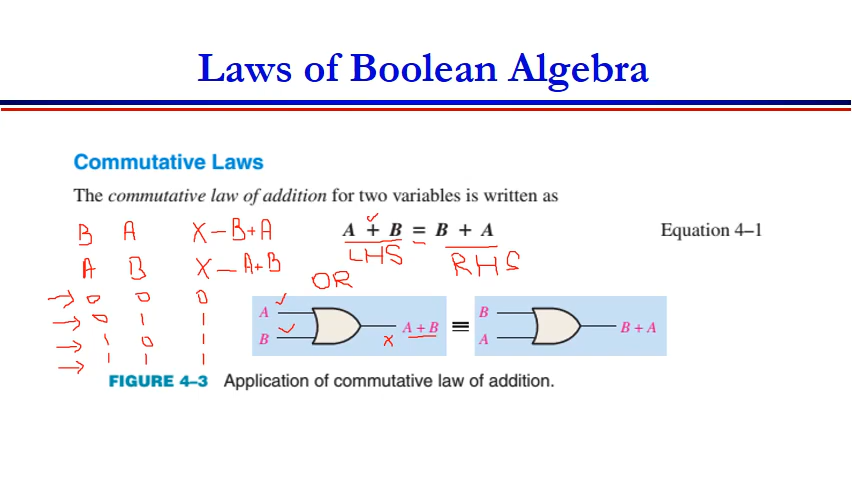 Laws of Boolean Algebra
Commutative Laws
The commutative law of addition for two variables is written as
B A X – B+A
A + B = B + A
Equation 4–1
LHS RHS
A B X – A+B
OR
0 0 0
0 1 1
1 0 1
1 1 1
A
B
X
A + B
≡
B
A
B + A
FIGURE 4–3 Application of commutative law of addition.